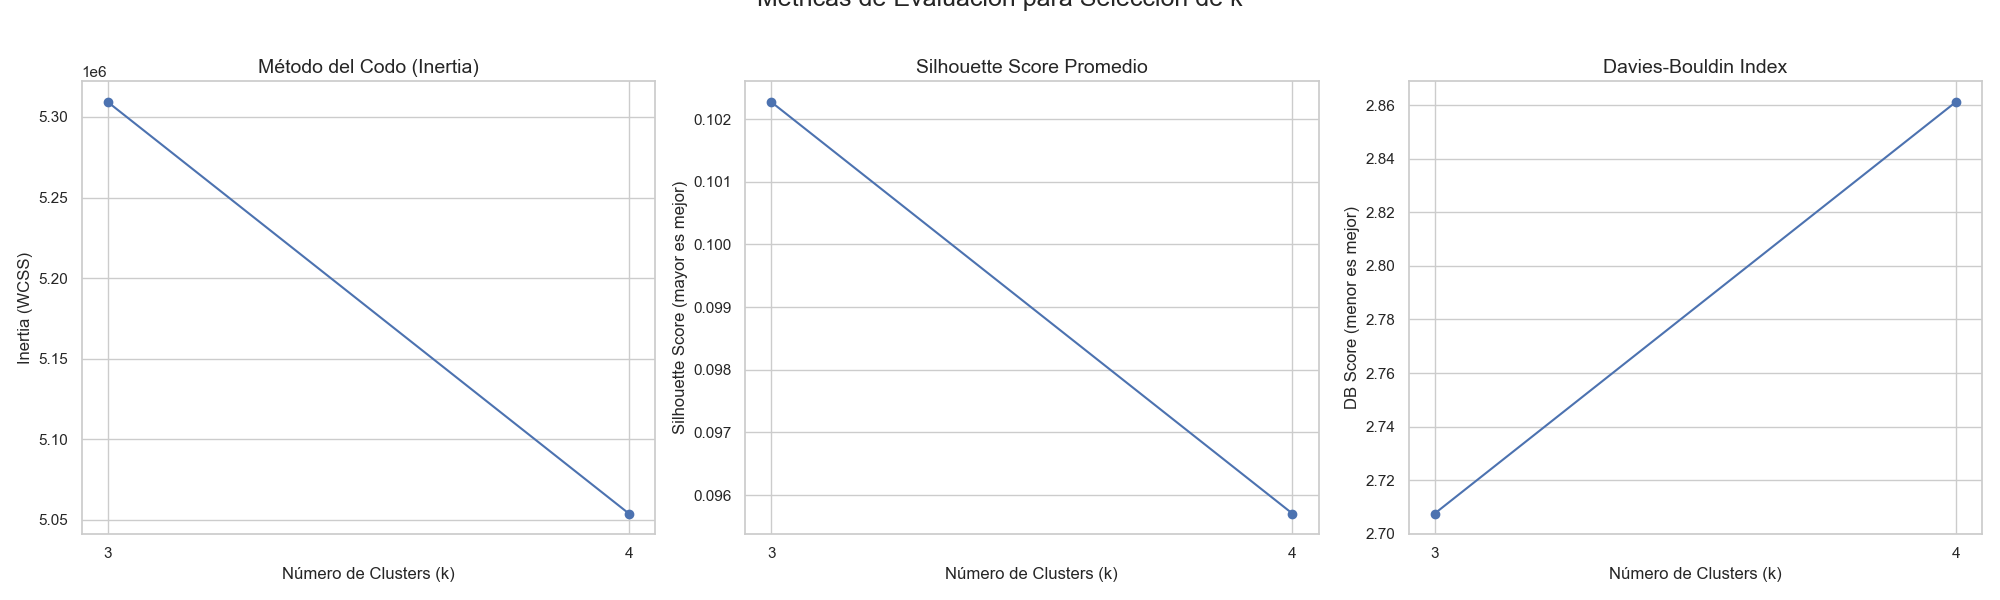 Métricas de Evaluación para Selección de k
Método del Codo (Inertia)
1e6
5.30
5.25
5.20
5.15
5.10
5.05
3
4
Inertia (WCSS)
Número de Clusters (k)
Silhouette Score Promedio
0.102
0.101
0.100
0.099
0.098
0.097
0.096
3
4
Silhouette Score (mayor es mejor)
Número de Clusters (k)
Davies-Bouldin Index
2.86
2.84
2.82
2.80
2.78
2.76
2.74
2.72
2.70
3
4
DB Score (menor es mejor)
Número de Clusters (k)